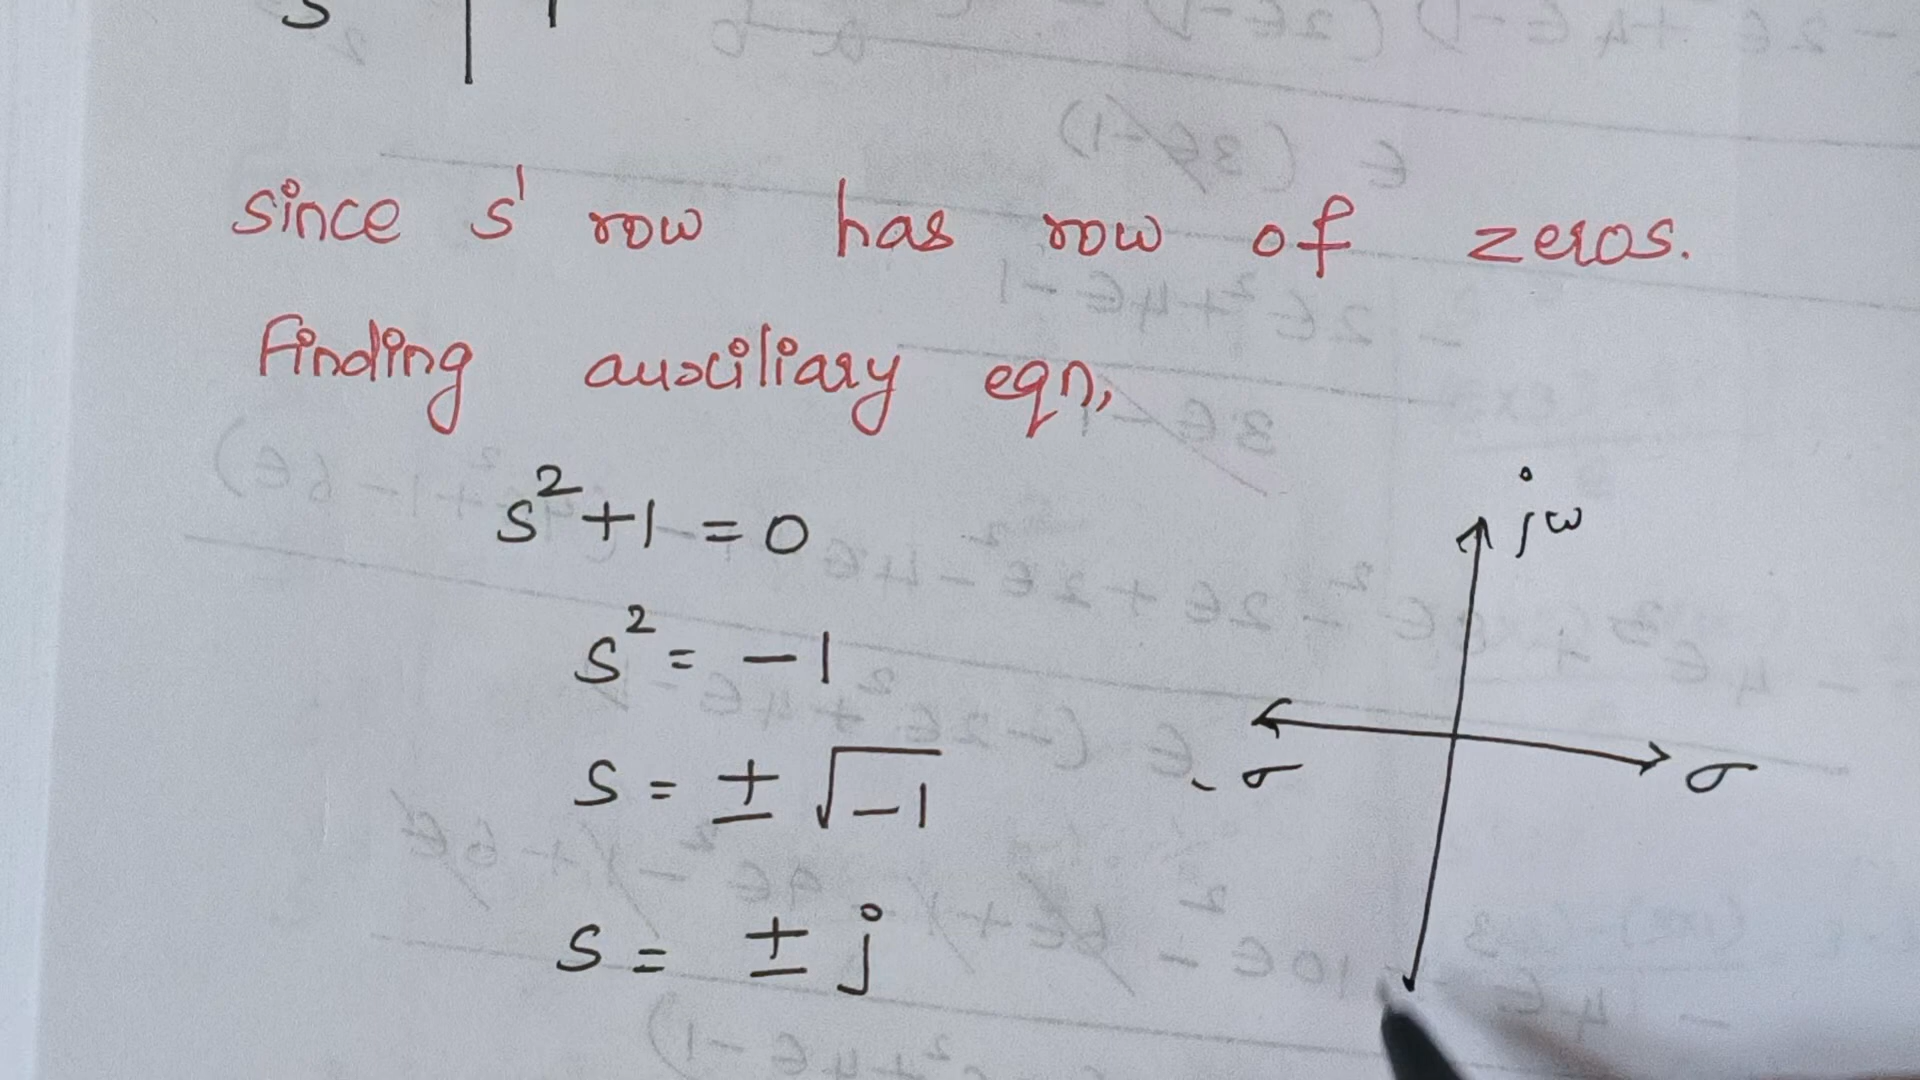 since s¹ row has row of zeros.
Finding auxiliary eqn,
s² + 1 = 0
jω
s² = -1
s = ± √-1
-σ σ
s = ± j